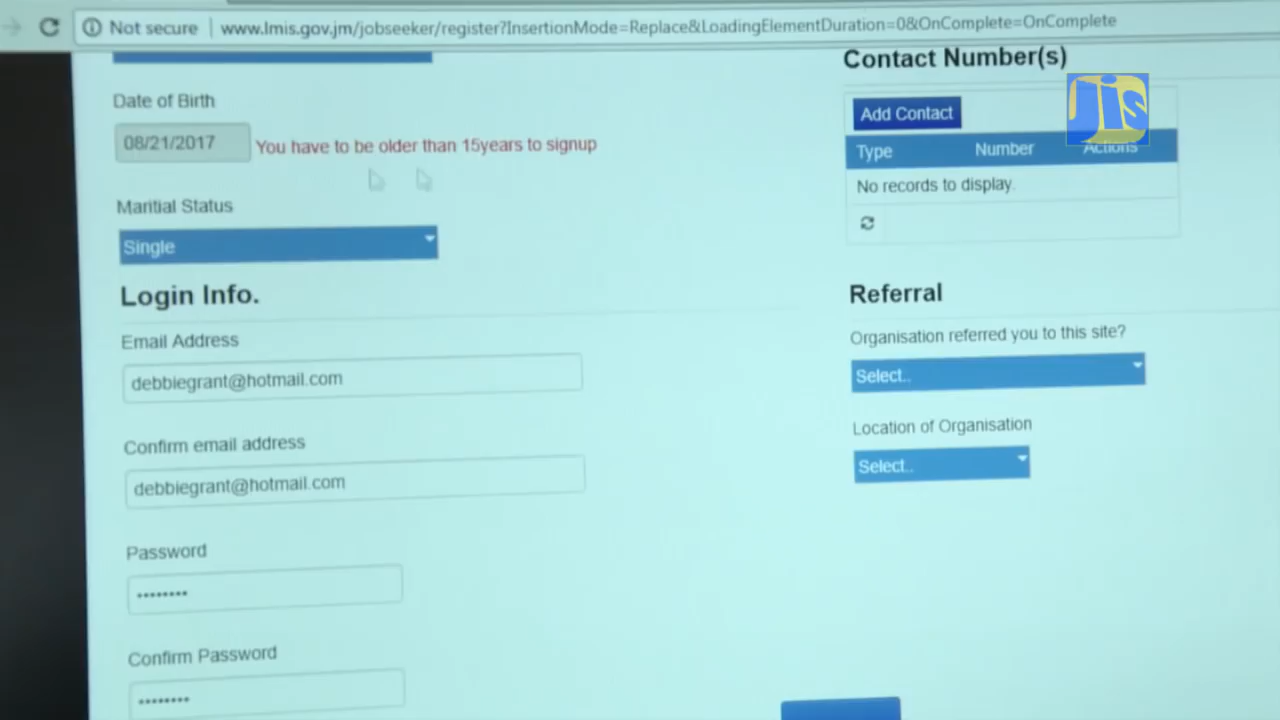 Not secure | www.lmis.gov.jm/jobseeker/register?InsertionMode=Replace&LoadingElementDuration=0&OnComplete=OnComplete
Date of Birth
08/21/2017 You have to be older than 15years to signup
Maritial Status
Single
Login Info.
Email Address
debbiegrant@hotmail.com
Confirm email address
debbiegrant@hotmail.com
Password
••••••••
Confirm Password
••••••••
Contact Number(s)
Add Contact
Type Number Actions
No records to display.
Referral
Organisation referred you to this site?
Select..
Location of Organisation
Select..
JIS